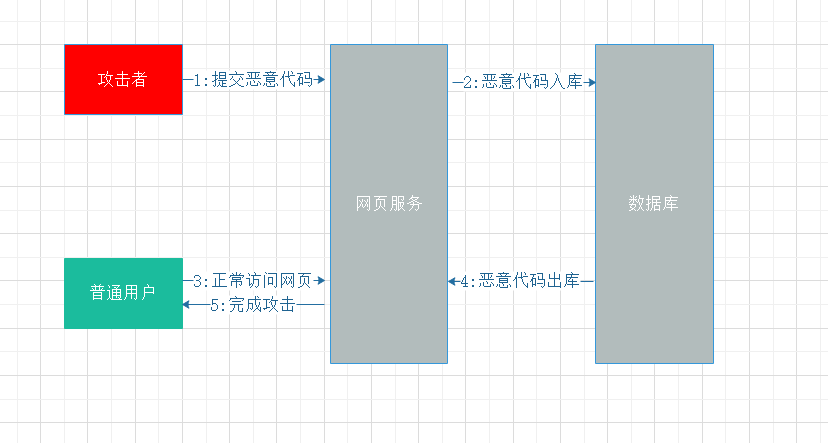 攻击者
1:提交恶意代码
2:恶意代码入库
网页服务
数据库
普通用户
3:正常访问网页
4:恶意代码出库
5:完成攻击